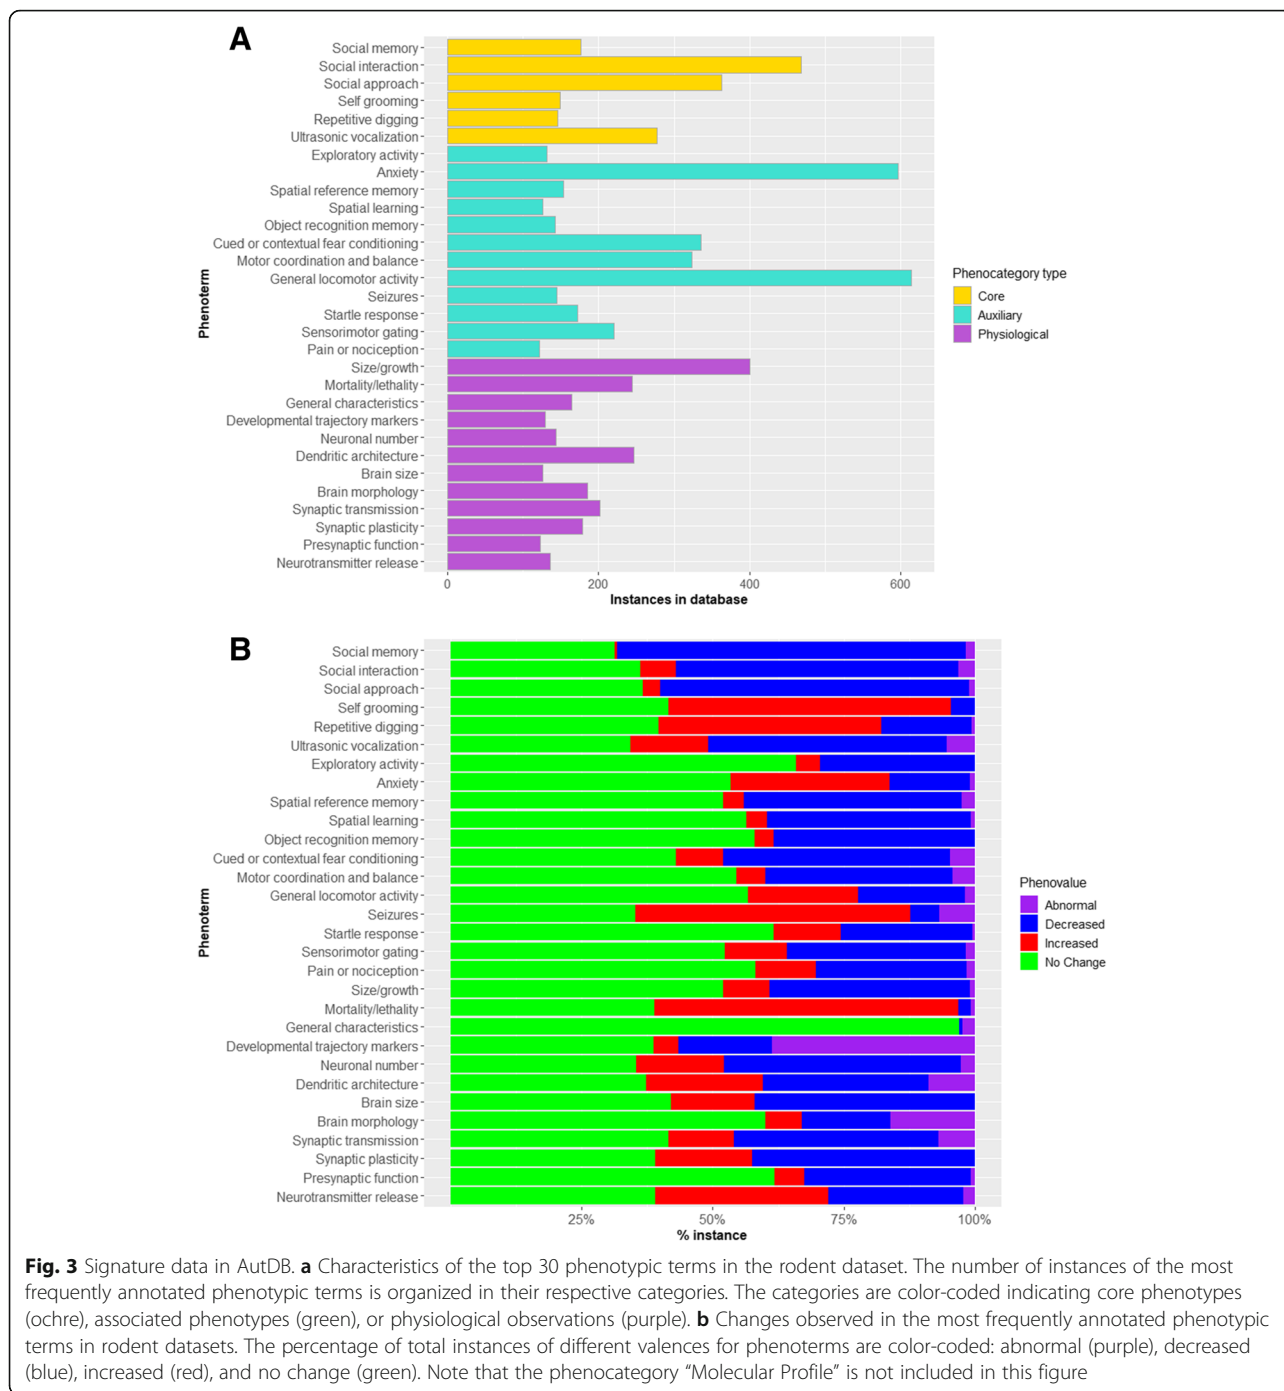 A
Social memory
Social interaction
Social approach
Self grooming
Repetitive digging
Ultrasonic vocalization
Exploratory activity
Anxiety
Spatial reference memory
Spatial learning
Object recognition memory
Cued or contextual fear conditioning
Motor coordination and balance
General locomotor activity
Seizures
Startle response
Sensorimotor gating
Pain or nociception
Size/growth
Mortality/lethality
General characteristics
Developmental trajectory markers
Neuronal number
Dendritic architecture
Brain size
Brain morphology
Synaptic transmission
Synaptic plasticity
Presynaptic function
Neurotransmitter release
Phenoterm
0 200 400 600
Instances in database
Phenocategory type
Core
Auxiliary
Physiological
B
Social memory
Social interaction
Social approach
Self grooming
Repetitive digging
Ultrasonic vocalization
Exploratory activity
Anxiety
Spatial reference memory
Spatial learning
Object recognition memory
Cued or contextual fear conditioning
Motor coordination and balance
General locomotor activity
Seizures
Startle response
Sensorimotor gating
Pain or nociception
Size/growth
Mortality/lethality
General characteristics
Developmental trajectory markers
Neuronal number
Dendritic architecture
Brain size
Brain morphology
Synaptic transmission
Synaptic plasticity
Presynaptic function
Neurotransmitter release
Phenoterm
25% 50% 75% 100%
% instance
Phenovalue
Abnormal
Decreased
Increased
No Change
Fig. 3 Signature data in AutDB. a Characteristics of the top 30 phenotypic terms in the rodent dataset. The number of instances of the most
frequently annotated phenotypic terms is organized in their respective categories. The categories are color-coded indicating core phenotypes
(ochre), associated phenotypes (green), or physiological observations (purple). b Changes observed in the most frequently annotated phenotypic
terms in rodent datasets. The percentage of total instances of different valences for phenoterms are color-coded: abnormal (purple), decreased
(blue), increased (red), and no change (green). Note that the phenocategory “Molecular Profile” is not included in this figure